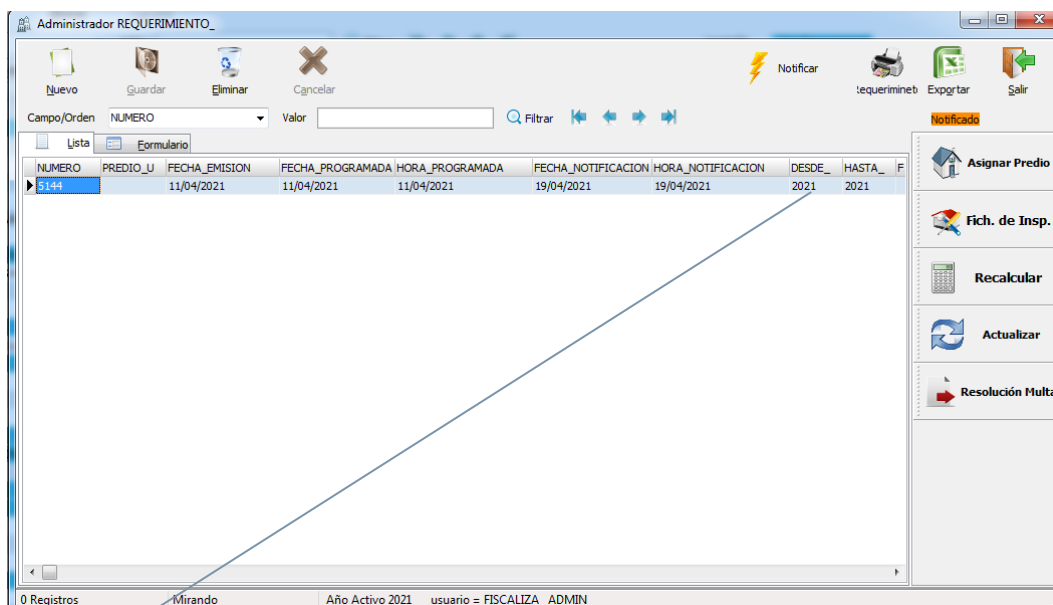 Administrador REQUERIMIENTO_
Nuevo Guardar Eliminar Cancelar Notificar :equerimineto Exportar Salir
Campo/Orden NUMERO Valor Filtrar Notificado
Lista Formulario
NUMERO PREDIO_U FECHA_EMISION FECHA_PROGRAMADA HORA_PROGRAMADA FECHA_NOTIFICACION HORA_NOTIFICACION DESDE_ HASTA_ F
5144 11/04/2021 11/04/2021 11/04/2021 19/04/2021 19/04/2021 2021 2021
Asignar Predio
Fich. de Insp.
Recalcular
Actualizar
Resolución Multa
0 Registros Mirando Año Activo 2021 usuario = FISCALIZA_ADMIN